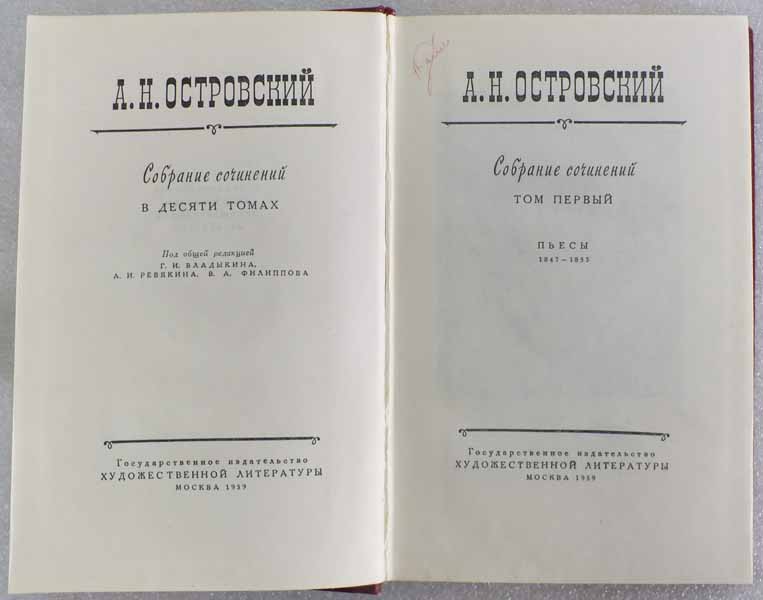 А. Н. ОСТРОВСКИЙ
Собрание сочинений
В ДЕСЯТИ ТОМАХ
Под общей редакцией
Г. И. ВЛАДЫКИНА,
А. И. РЕВЯКИНА, В. А. ФИЛИППОВА
Государственное издательство
ХУДОЖЕСТВЕННОЙ ЛИТЕРАТУРЫ
МОСКВА 1959
А. Н. ОСТРОВСКИЙ
Собрание сочинений
ТОМ ПЕРВЫЙ
ПЬЕСЫ
1847–1855
Государственное издательство
ХУДОЖЕСТВЕННОЙ ЛИТЕРАТУРЫ
МОСКВА 1959